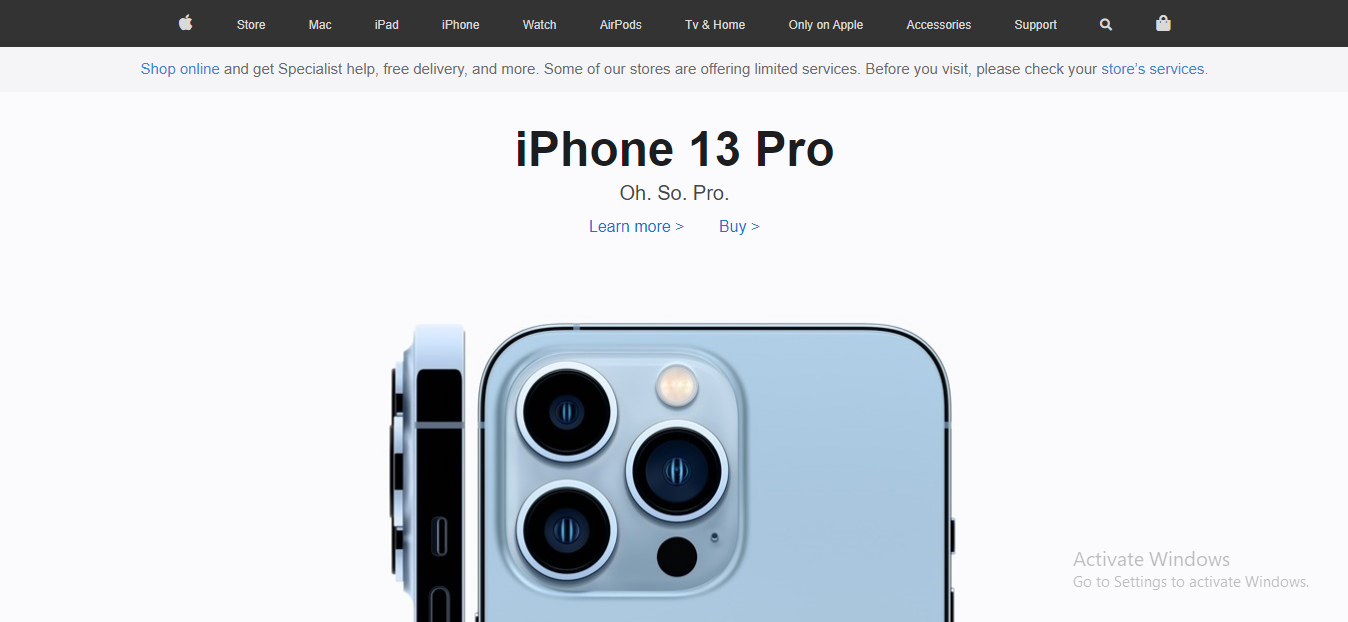 Store Mac iPad iPhone Watch AirPods Tv & Home Only on Apple Accessories Support
Shop online and get Specialist help, free delivery, and more. Some of our stores are offering limited services. Before you visit, please check your store’s services.
iPhone 13 Pro
Oh. So. Pro.
Learn more > Buy >
Activate Windows
Go to Settings to activate Windows.